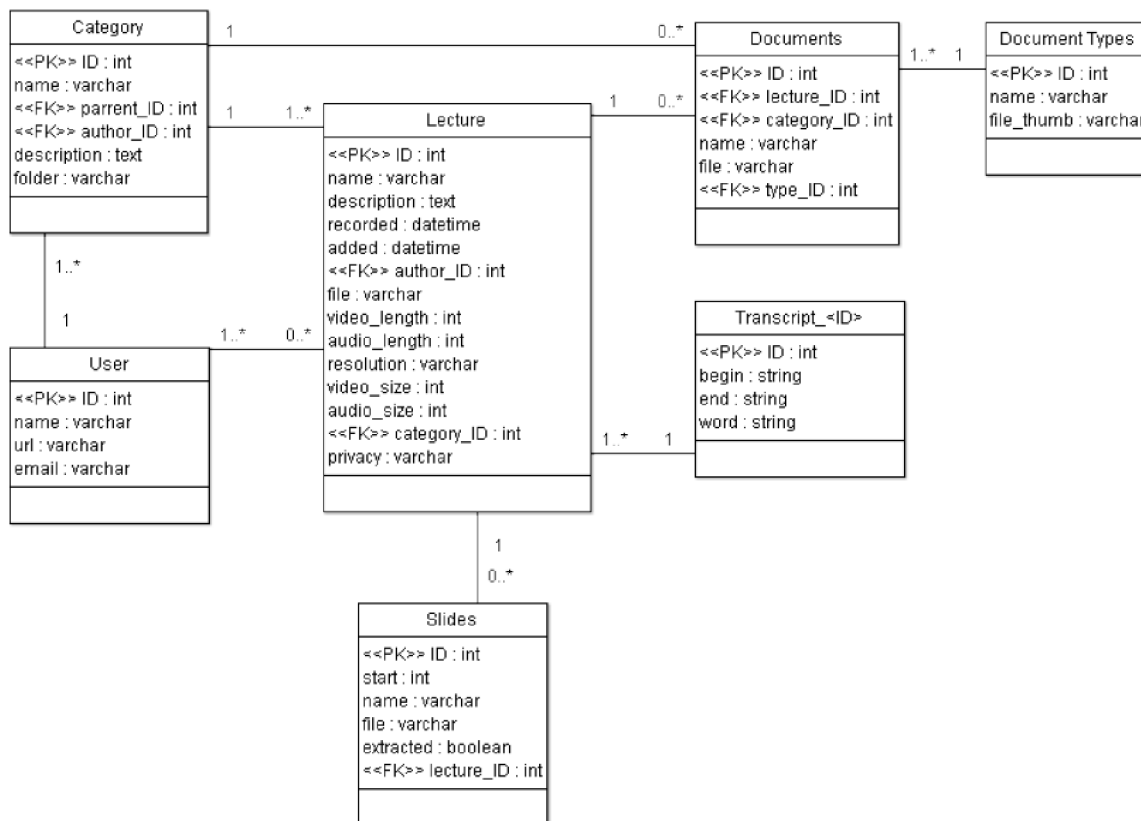 Category
<<PK>> ID : int
name : varchar
<<FK>> parrent_ID : int
<<FK>> author_ID : int
description : text
folder : varchar
1
0..*
Documents
<<PK>> ID : int
<<FK>> lecture_ID : int
<<FK>> category_ID : int
name : varchar
file : varchar
<<FK>> type_ID : int
1..* 1
Document Types
<<PK>> ID : int
name : varchar
file_thumb : varchar
1 1..*
Lecture
<<PK>> ID : int
name : varchar
description : text
recorded : datetime
added : datetime
<<FK>> author_ID : int
file : varchar
video_length : int
audio_length : int
resolution : varchar
video_size : int
audio_size : int
<<FK>> category_ID : int
privacy : varchar
1 0..*
1..*
1
User
<<PK>> ID : int
name : varchar
url : varchar
email : varchar
1..* 0..*
Transcript_<ID>
<<PK>> ID : int
begin : string
end : string
word : string
1..* 1
1
0..*
Slides
<<PK>> ID : int
start : int
name : varchar
file : varchar
extracted : boolean
<<FK>> lecture_ID : int